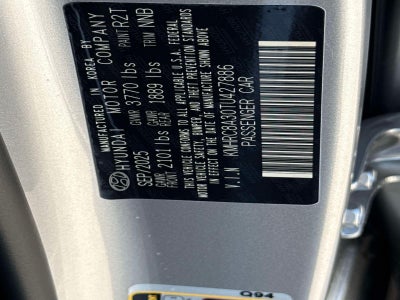 MANUFACTURED IN KOREA BY
HYUNDAI MOTOR COMPANY
PAINT R2T
TRIM NNB
SEP/2025
GVWR 3770 lbs
GAWR FRONT 2101 lbs
GAWR REAR 1889 lbs
THIS VEHICLE CONFORMS TO ALL APPLICABLE U.S.A. FEDERAL
MOTOR VEHICLE SAFETY, BUMPER, AND THEFT PREVENTION
STANDARDS IN EFFECT ON THE DATE OF MANUFACTURE
SHOWN ABOVE.
V.I.N KMHRC8A30TU427886
PASSENGER CAR
Q94